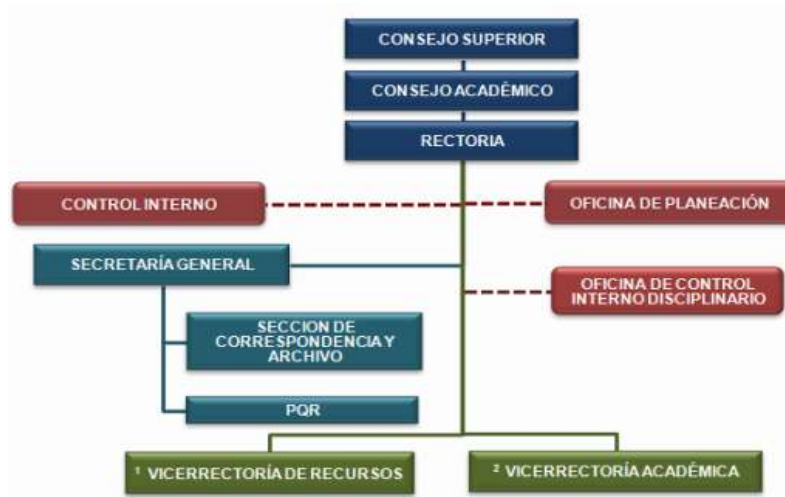 CONSEJO SUPERIOR
CONSEJO ACADÉMICO
RECTORIA
CONTROL INTERNO
OFICINA DE PLANEACIÓN
SECRETARÍA GENERAL
OFICINA DE CONTROL
INTERNO DISCIPLINARIO
SECCION DE
CORRESPONDENCIA Y
ARCHIVO
PQR
¹ VICERRECTORÍA DE RECURSOS
² VICERRECTORÍA ACADÉMICA